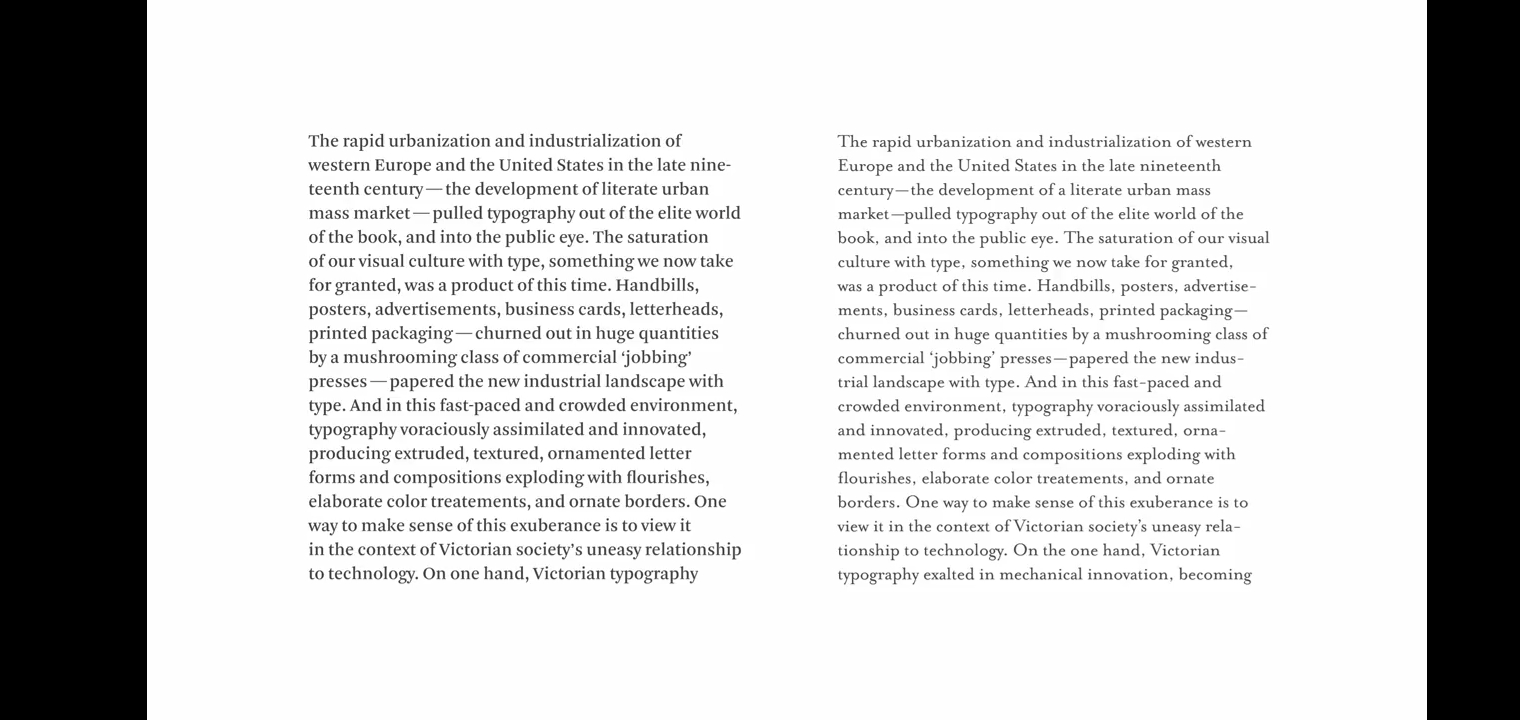 The rapid urbanization and industrialization of
western Europe and the United States in the late nine-
teenth century — the development of literate urban
mass market — pulled typography out of the elite world
of the book, and into the public eye. The saturation
of our visual culture with type, something we now take
for granted, was a product of this time. Handbills,
posters, advertisements, business cards, letterheads,
printed packaging — churned out in huge quantities
by a mushrooming class of commercial ‘jobbing’
presses — papered the new industrial landscape with
type. And in this fast-paced and crowded environment,
typography voraciously assimilated and innovated,
producing extruded, textured, ornamented letter
forms and compositions exploding with flourishes,
elaborate color treatements, and ornate borders. One
way to make sense of this exuberance is to view it
in the context of Victorian society’s uneasy relationship
to technology. On one hand, Victorian typography
The rapid urbanization and industrialization of western
Europe and the United States in the late nineteenth
century—the development of a literate urban mass
market—pulled typography out of the elite world of the
book, and into the public eye. The saturation of our visual
culture with type, something we now take for granted,
was a product of this time. Handbills, posters, advertise-
ments, business cards, letterheads, printed packaging—
churned out in huge quantities by a mushrooming class of
commercial ‘jobbing’ presses—papered the new indus-
trial landscape with type. And in this fast-paced and
crowded environment, typography voraciously assimilated
and innovated, producing extruded, textured, orna-
mented letter forms and compositions exploding with
flourishes, elaborate color treatements, and ornate
borders. One way to make sense of this exuberance is to
view it in the context of Victorian society’s uneasy rela-
tionship to technology. On the one hand, Victorian
typography exalted in mechanical innovation, becoming